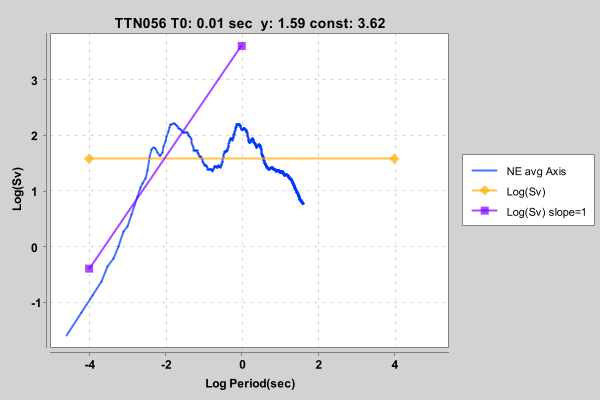 TTN056 T0: 0.01 sec  y: 1.59 const: 3.62
Log(Sv)
3
2
1
0
-1
-4 -2 0 2 4
Log Period(sec)
NE avg Axis
Log(Sv)
Log(Sv) slope=1